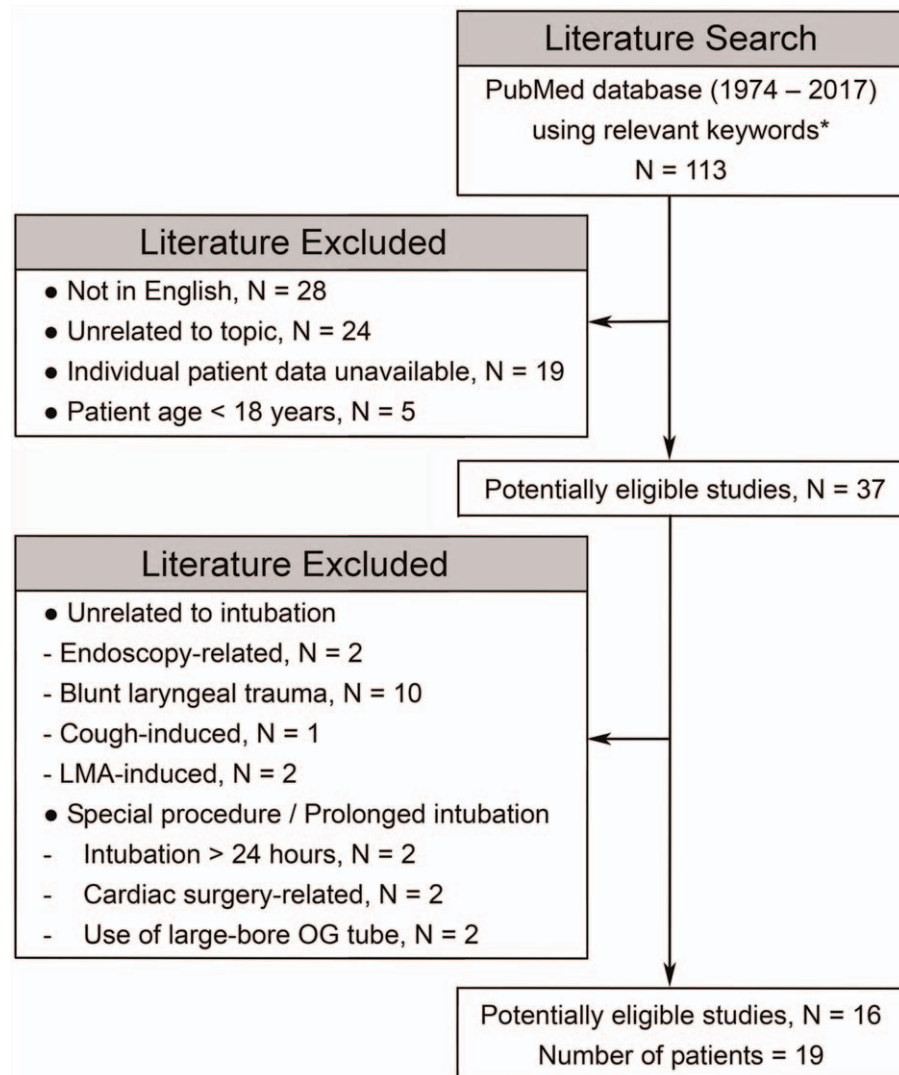 Literature Search
PubMed database (1974 – 2017)
using relevant keywords*
N = 113
Literature Excluded
● Not in English, N = 28
● Unrelated to topic, N = 24
● Individual patient data unavailable, N = 19
● Patient age < 18 years, N = 5
Potentially eligible studies, N = 37
Literature Excluded
● Unrelated to intubation
- Endoscopy-related, N = 2
- Blunt laryngeal trauma, N = 10
- Cough-induced, N = 1
- LMA-induced, N = 2
● Special procedure / Prolonged intubation
- Intubation > 24 hours, N = 2
- Cardiac surgery-related, N = 2
- Use of large-bore OG tube, N = 2
Potentially eligible studies, N = 16
Number of patients = 19